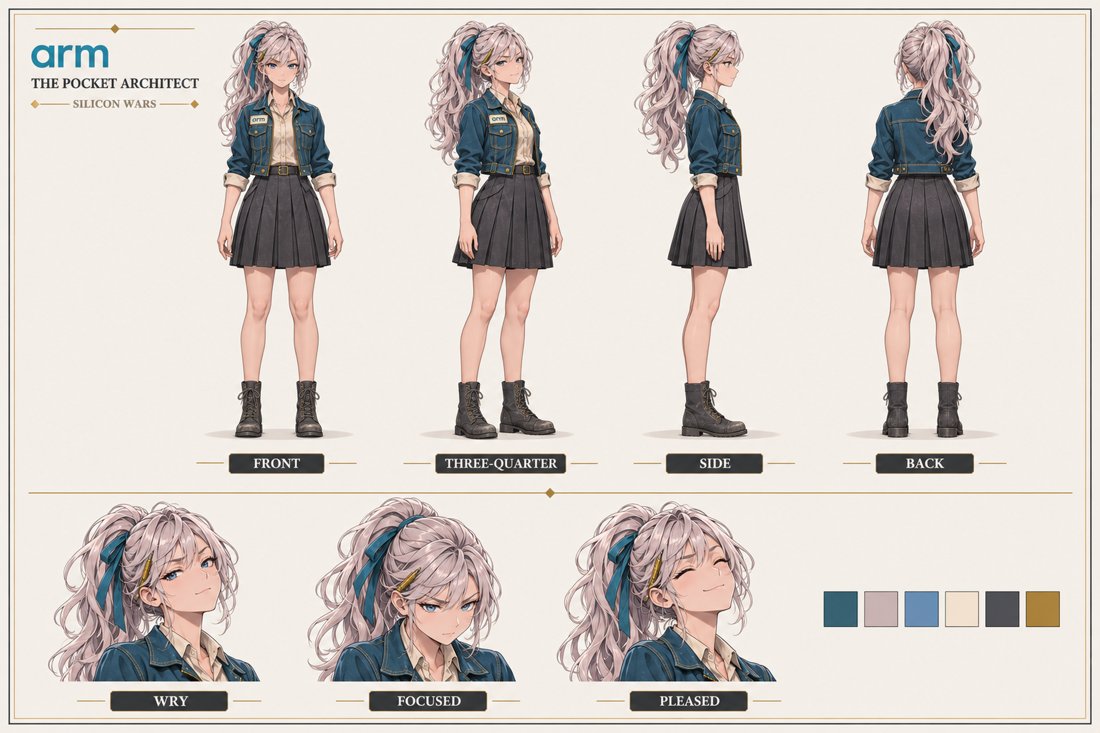 arm
THE POCKET ARCHITECT
SILICON WARS
arm
arm
FRONT
THREE-QUARTER
SIDE
BACK
WRY
FOCUSED
PLEASED